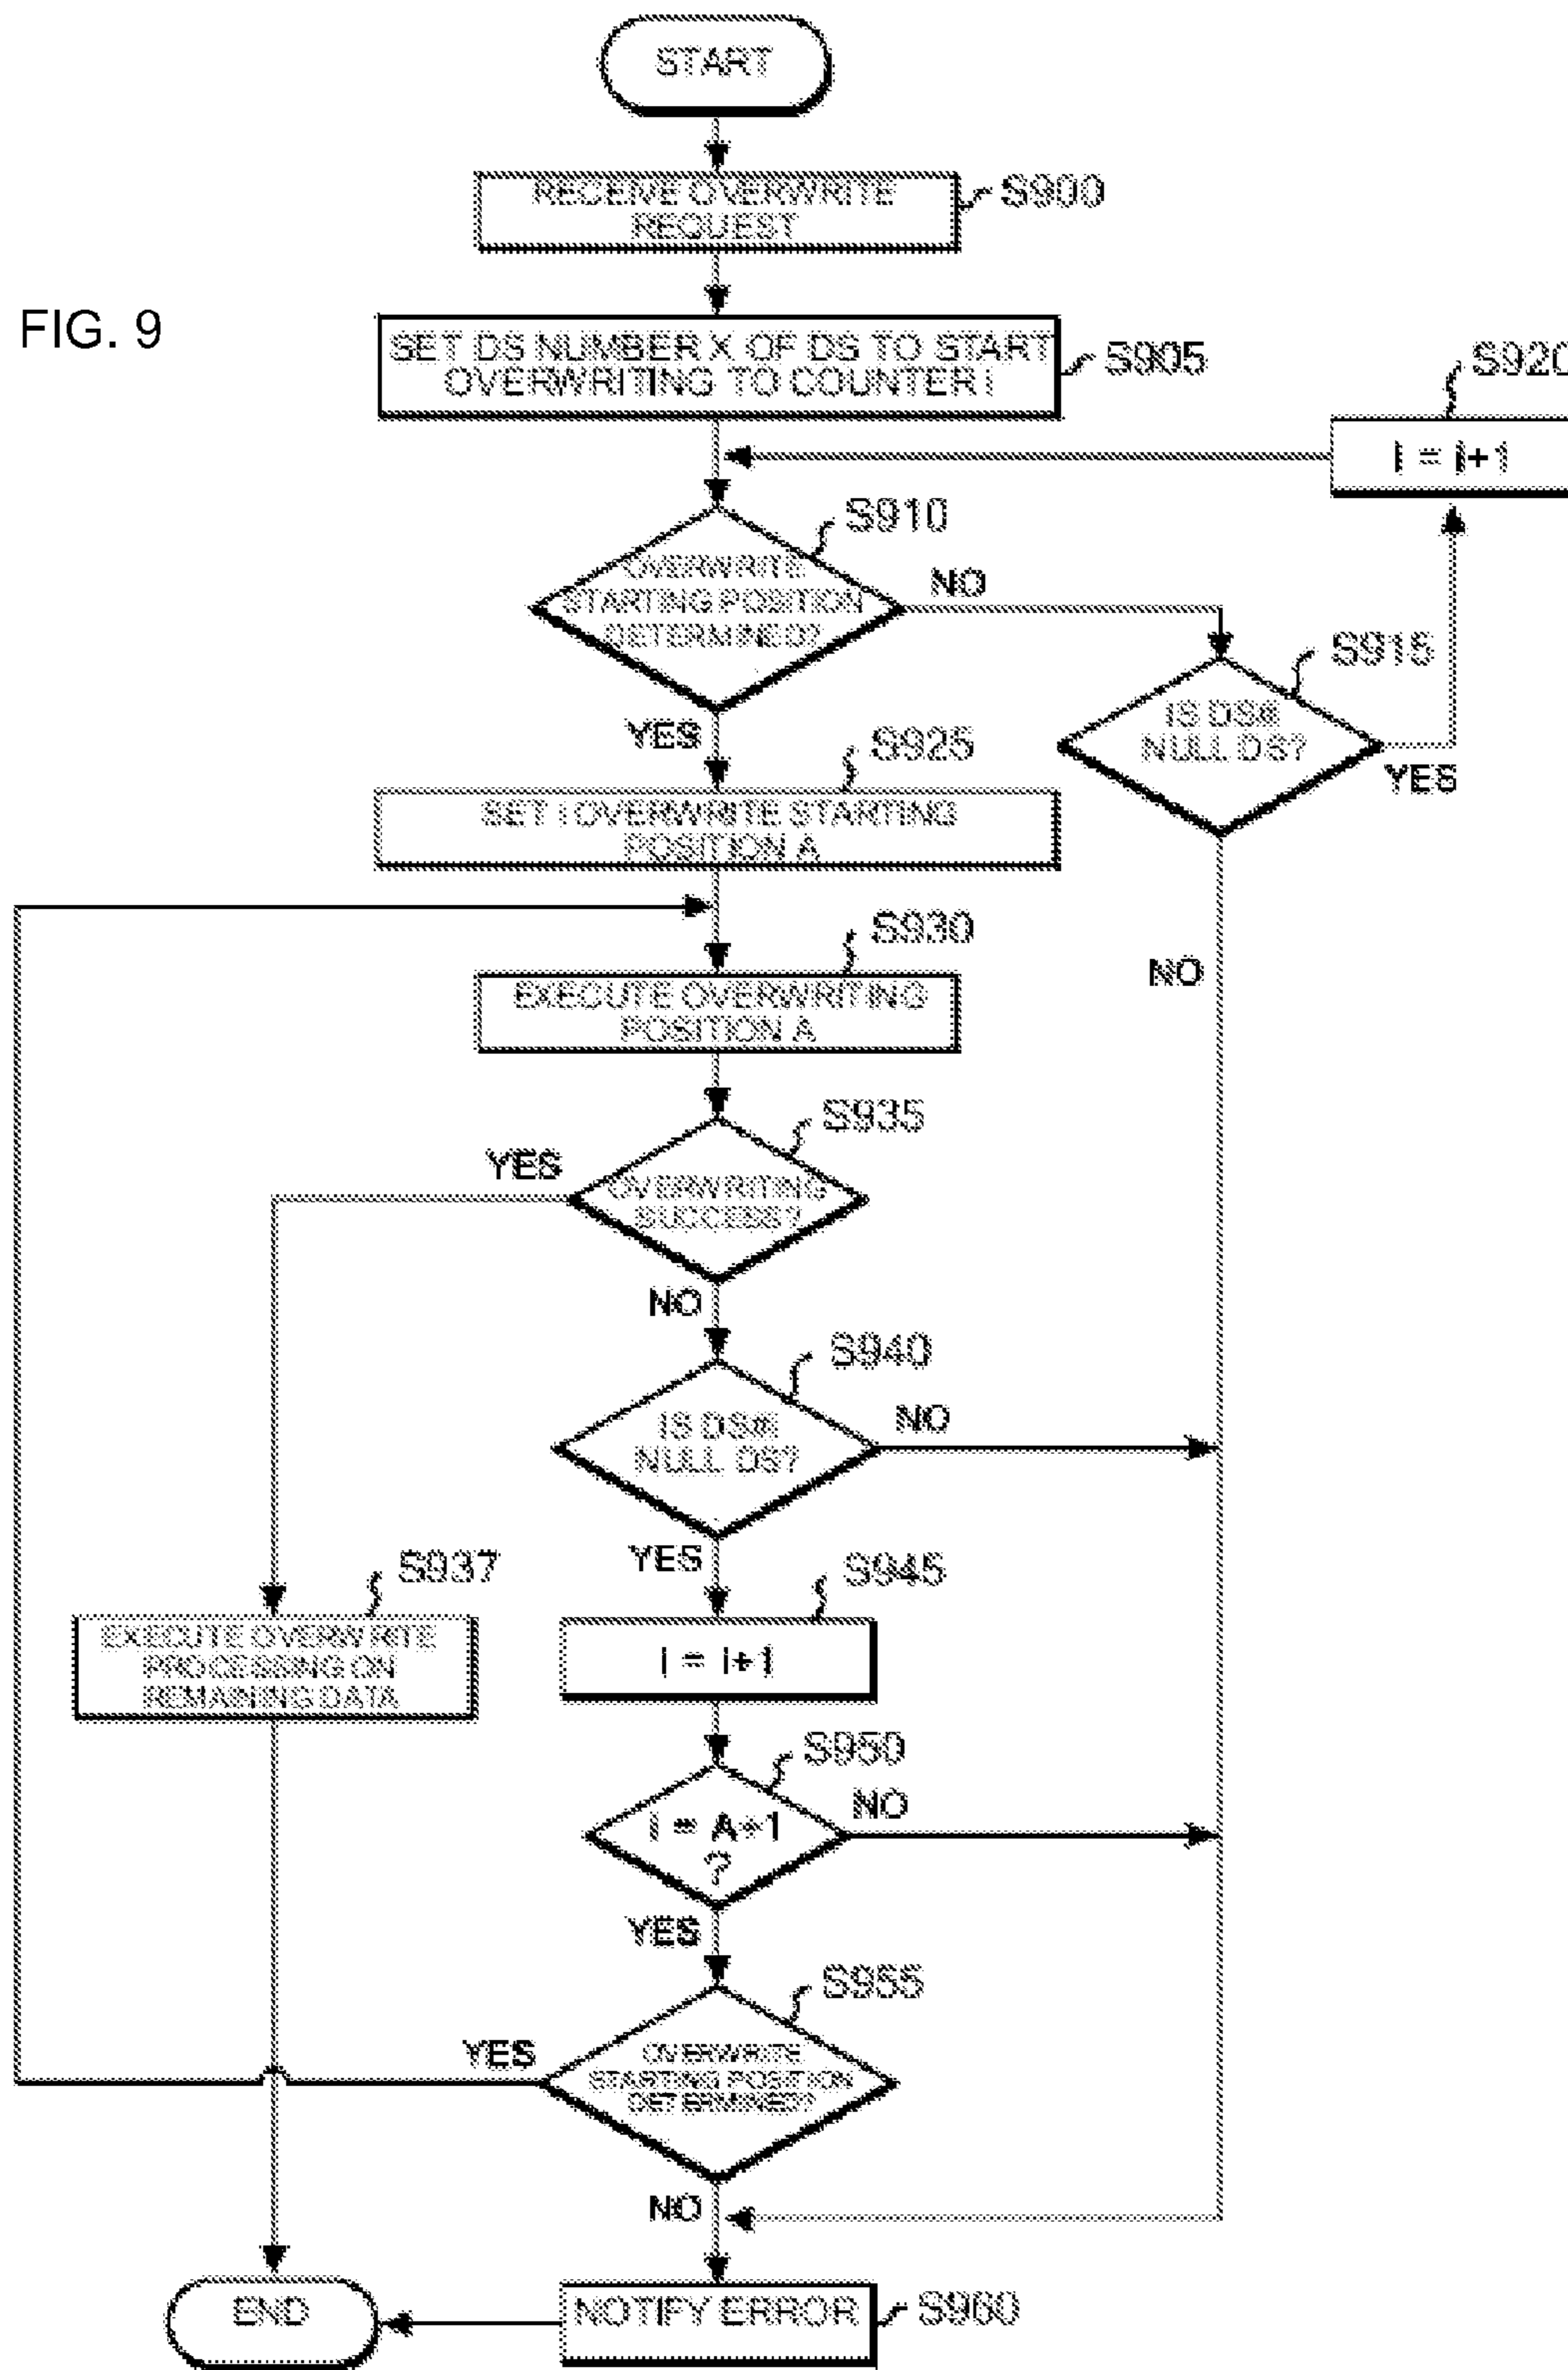 START
RECEIVE OVERWRITE
REQUEST
S900
FIG. 9
SET DS NUMBER X OF DS TO START
OVERWRITING TO COUNTER i
S905
S920
i = i+1
S910
OVERWRITE
STARTING POSITION
DETERMINED?
NO
S915
IS DS#i
NULL DS?
YES
YES
S925
SET i OVERWRITE STARTING
POSITION A
S930
NO
EXECUTE OVERWRITING
POSITION A
S935
YES
OVERWRITING
SUCCESS?
NO
S940
IS DS#i
NULL DS?
NO
YES
S937
S945
EXECUTE OVERWRITE
PROCESSING ON
REMAINING DATA
i = i+1
S950
i = A+1
?
NO
YES
S955
YES
OVERWRITE
STARTING POSITION
DETERMINED?
NO
END
NOTIFY ERROR
S960